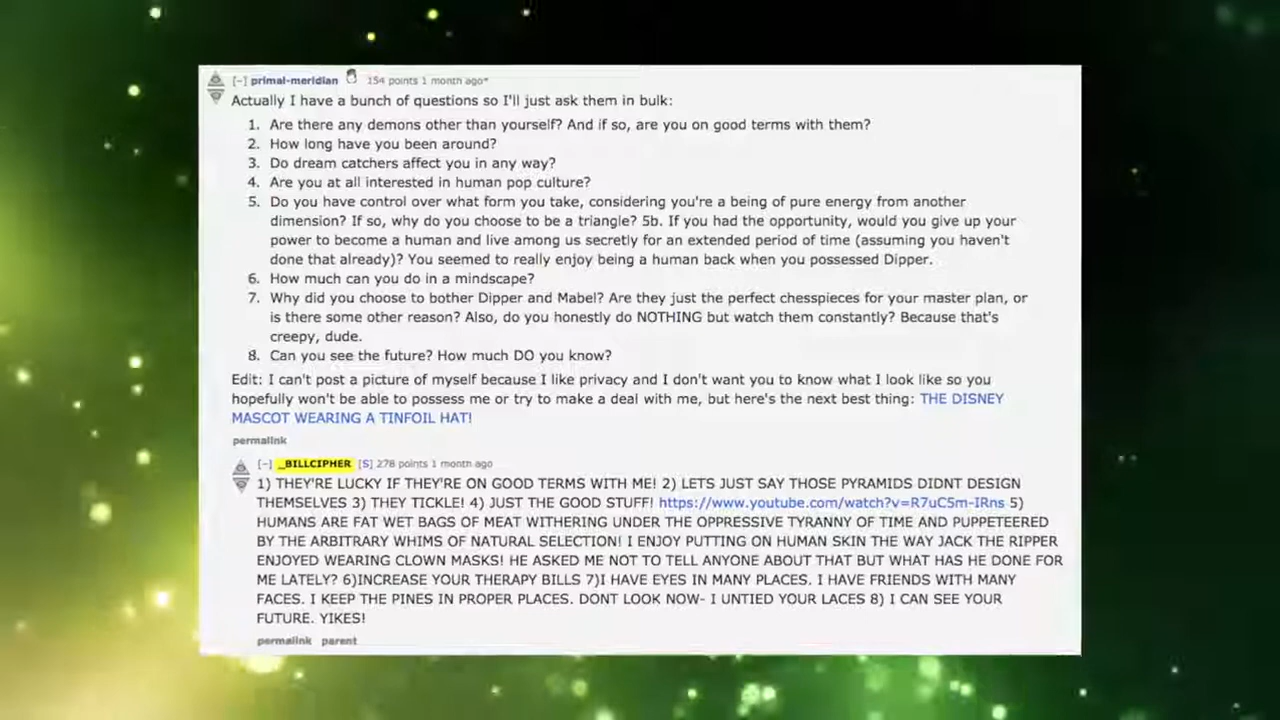 [-] primal-meridian 154 points 1 month ago*
Actually I have a bunch of questions so I'll just ask them in bulk:
1. Are there any demons other than yourself? And if so, are you on good terms with them?
2. How long have you been around?
3. Do dream catchers affect you in any way?
4. Are you at all interested in human pop culture?
5. Do you have control over what form you take, considering you're a being of pure energy from another
dimension? If so, why do you choose to be a triangle? 5b. If you had the opportunity, would you give up your
power to become a human and live among us secretly for an extended period of time (assuming you haven't
done that already)? You seemed to really enjoy being a human back when you possessed Dipper.
6. How much can you do in a mindscape?
7. Why did you choose to bother Dipper and Mabel? Are they just the perfect chesspieces for your master plan, or
is there some other reason? Also, do you honestly do NOTHING but watch them constantly? Because that's
creepy, dude.
8. Can you see the future? How much DO you know?
Edit: I can't post a picture of myself because I like privacy and I don't want you to know what I look like so you
hopefully won't be able to possess me or try to make a deal with me, but here's the next best thing: THE DISNEY
MASCOT WEARING A TINFOIL HAT!
permalink
[-] _BILLCIPHER [S] 278 points 1 month ago
1) THEY'RE LUCKY IF THEY'RE ON GOOD TERMS WITH ME! 2) LETS JUST SAY THOSE PYRAMIDS DIDNT DESIGN
THEMSELVES 3) THEY TICKLE! 4) JUST THE GOOD STUFF! https://www.youtube.com/watch?v=R7uC5m-IRns 5)
HUMANS ARE FAT WET BAGS OF MEAT WITHERING UNDER THE OPPRESSIVE TYRANNY OF TIME AND PUPPETEERED
BY THE ARBITRARY WHIMS OF NATURAL SELECTION! I ENJOY PUTTING ON HUMAN SKIN THE WAY JACK THE RIPPER
ENJOYED WEARING CLOWN MASKS! HE ASKED ME NOT TO TELL ANYONE ABOUT THAT BUT WHAT HAS HE DONE FOR
ME LATELY? 6)INCREASE YOUR THERAPY BILLS 7)I HAVE EYES IN MANY PLACES. I HAVE FRIENDS WITH MANY
FACES. I KEEP THE PINES IN PROPER PLACES. DONT LOOK NOW- I UNTIED YOUR LACES 8) I CAN SEE YOUR
FUTURE. YIKES!
permalink parent